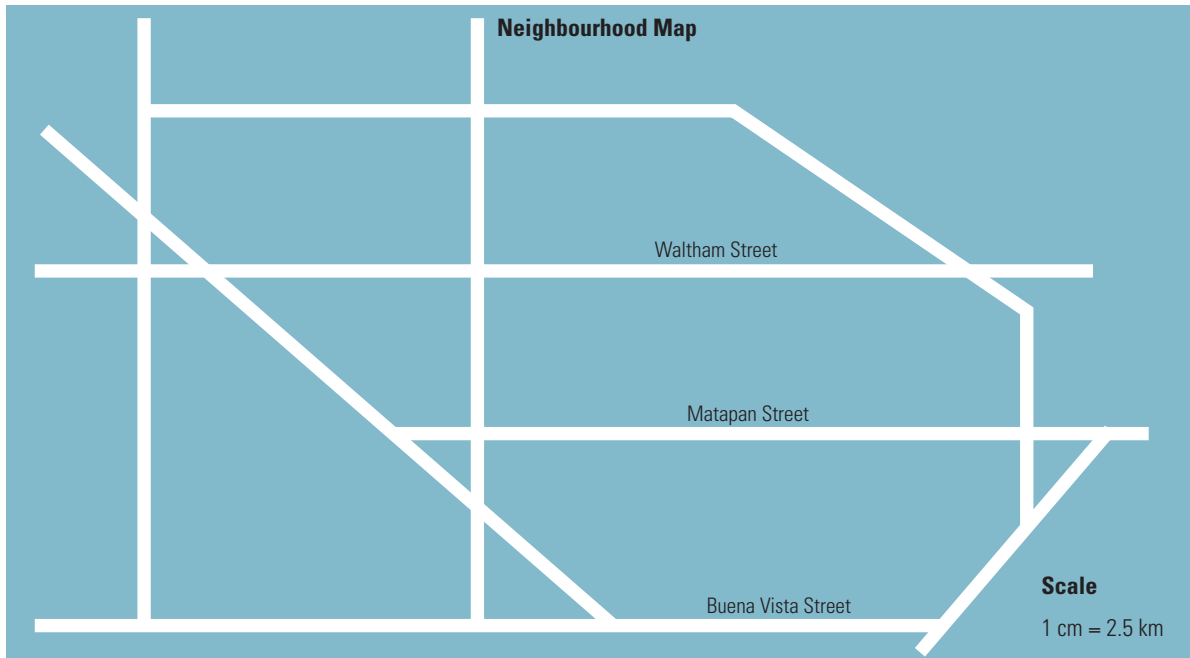 Neighbourhood Map
Waltham Street
Matapan Street
Buena Vista Street
Scale
1 cm = 2.5 km